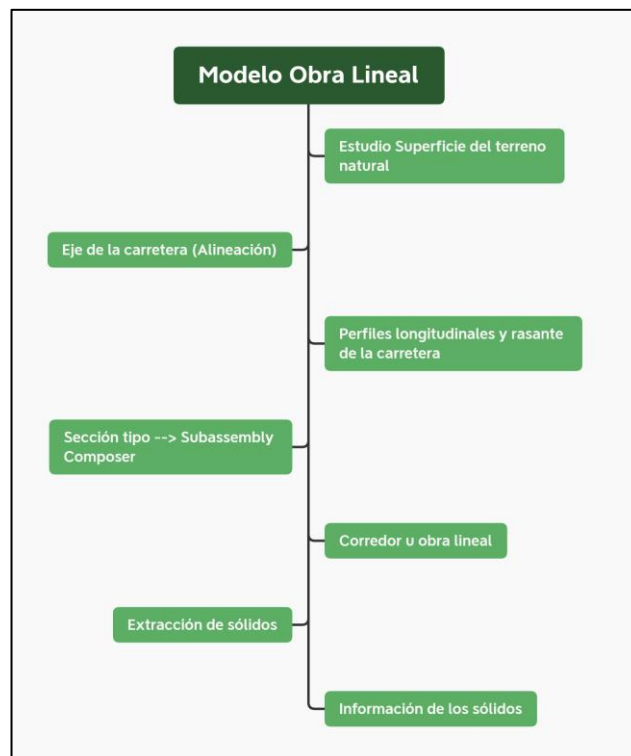 Modelo Obra Lineal
Estudio Superficie del terreno
natural
Eje de la carretera (Alineación)
Perfiles longitudinales y rasante
de la carretera
Sección tipo --> Subassembly
Composer
Corredor u obra lineal
Extracción de sólidos
Información de los sólidos